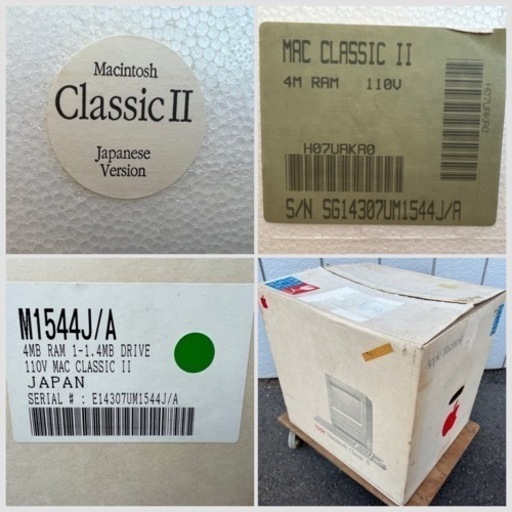 Macintosh
Classic II
Japanese
Version
MAC CLASSIC II
4M RAM 110V
H07UAKA0
H07UAKA0
S/N SG14307UM1544J/A
M1544J/A
4MB RAM 1-1.4MB DRIVE
110V MAC CLASSIC II
JAPAN
SERIAL # : E14307UM1544J/A